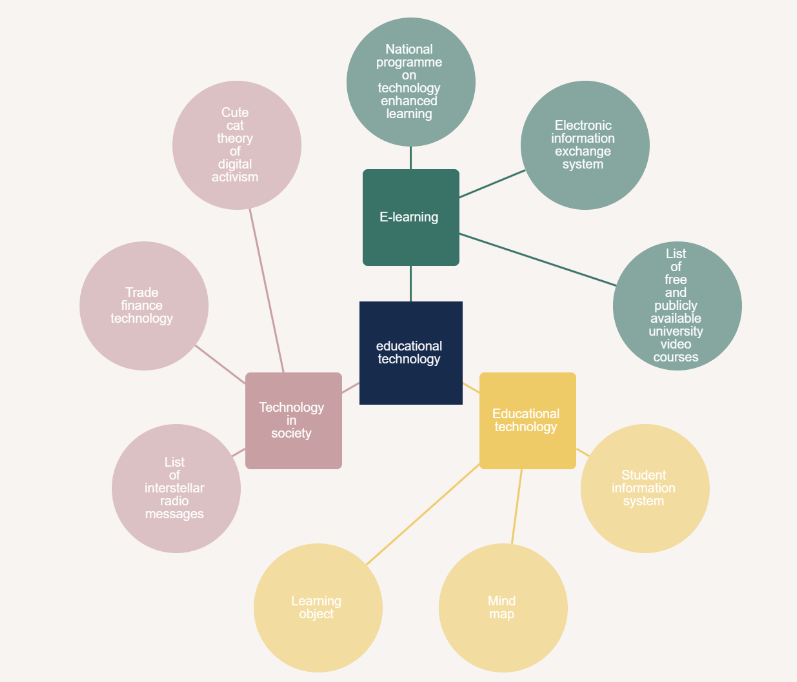 National
programme
on
technology
enhanced
learning
Cute
cat
theory
of
digital
activism
Electronic
information
exchange
system
E-learning
List
of
free
and
publicly
available
university
video
courses
Trade
finance
technology
educational
technology
Technology
in
society
Educational
technology
List
of
interstellar
radio
messages
Student
information
system
Learning
object
Mind
map